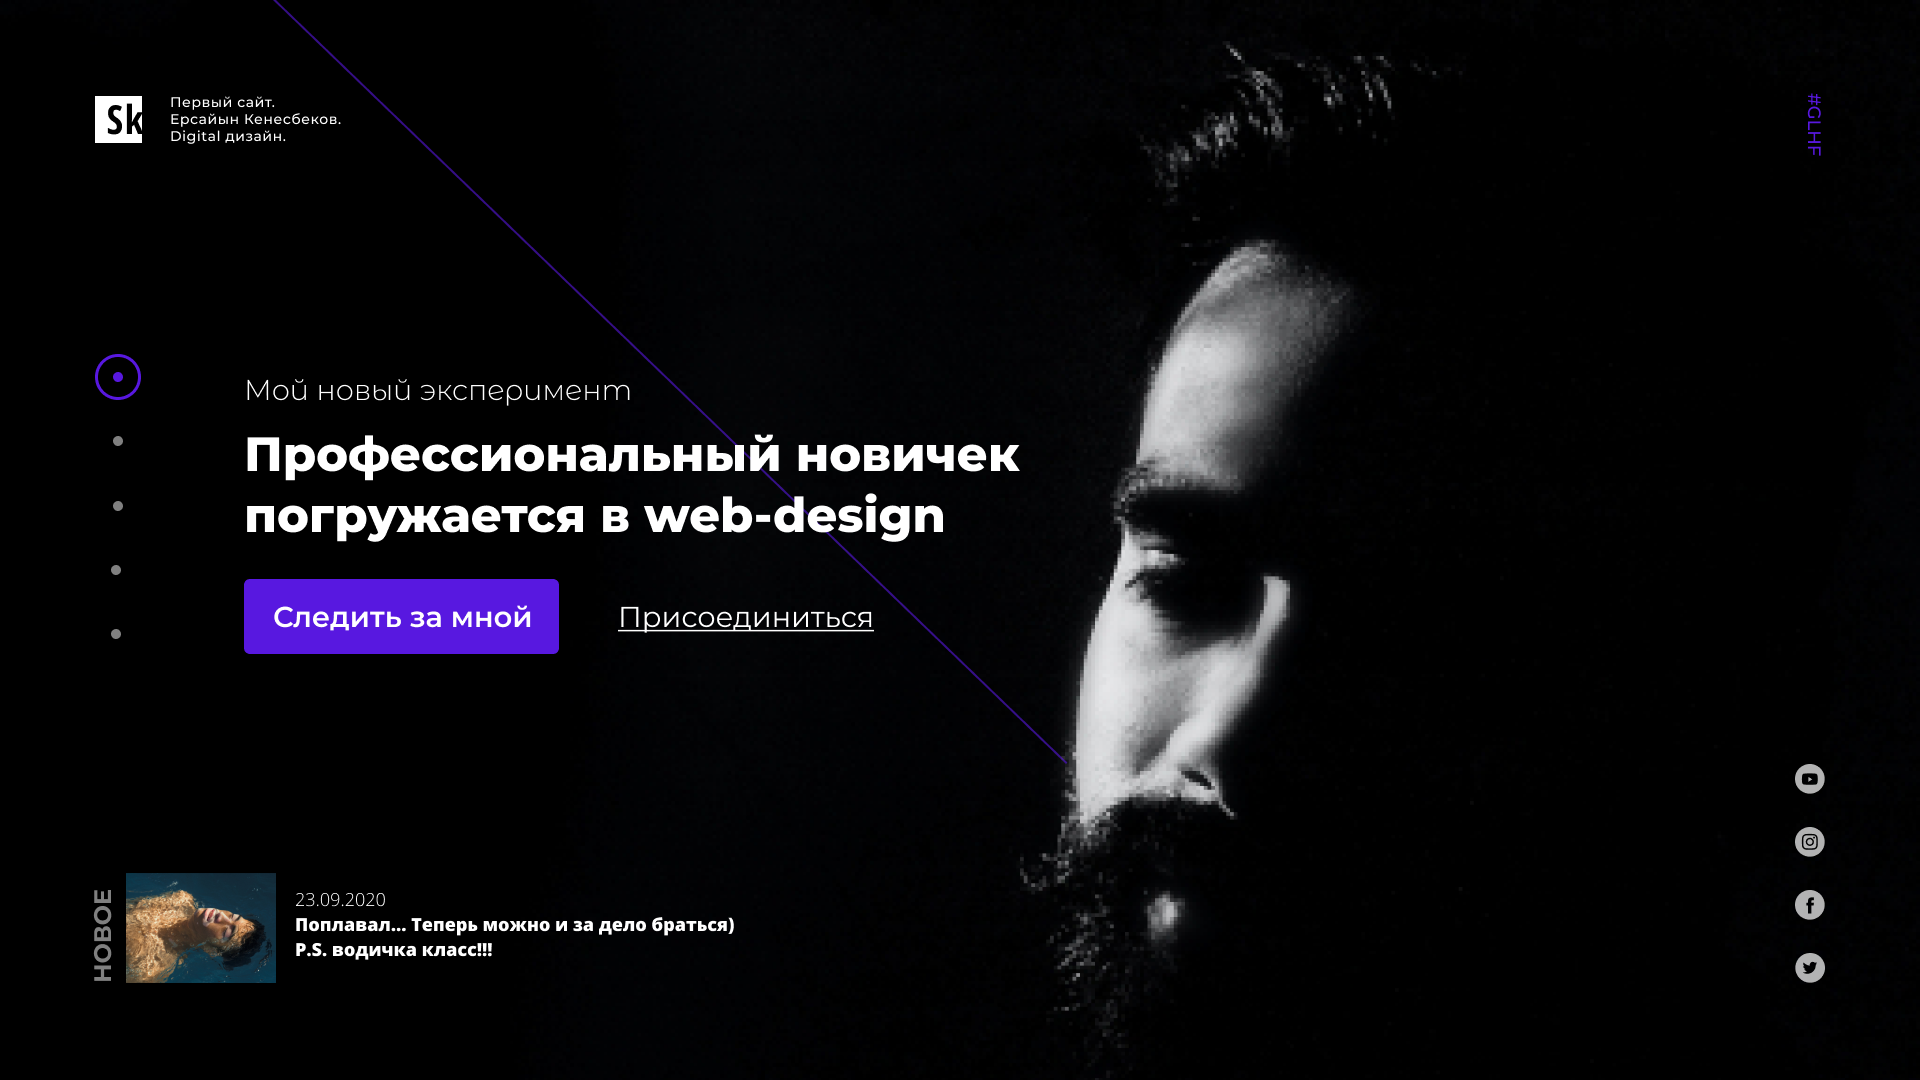 Sk
Первый сайт.
Ерсайын Кенесбеков.
Digital дизайн.
#GLHF
Мой новый эксперимент
Профессиональный новичек
погружается в web-design
Следить за мной
Присоединиться
НОВОЕ
23.09.2020
Поплавал... Теперь можно и за дело браться)
P.S. водичка класс!!!